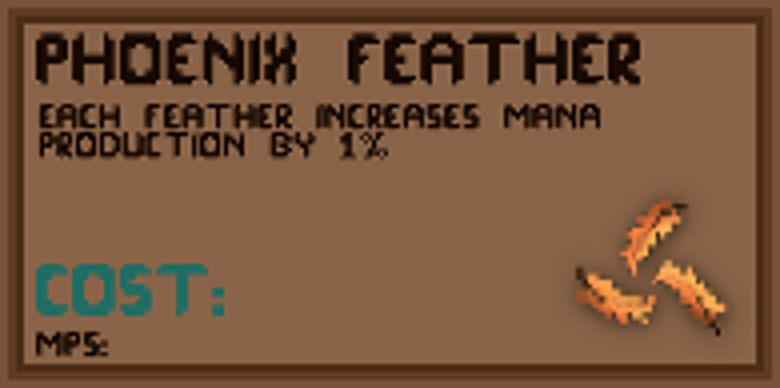 PHOENIX FEATHER
EACH FEATHER INCREASES MANA
PRODUCTION BY 1%
COST:
MPS: